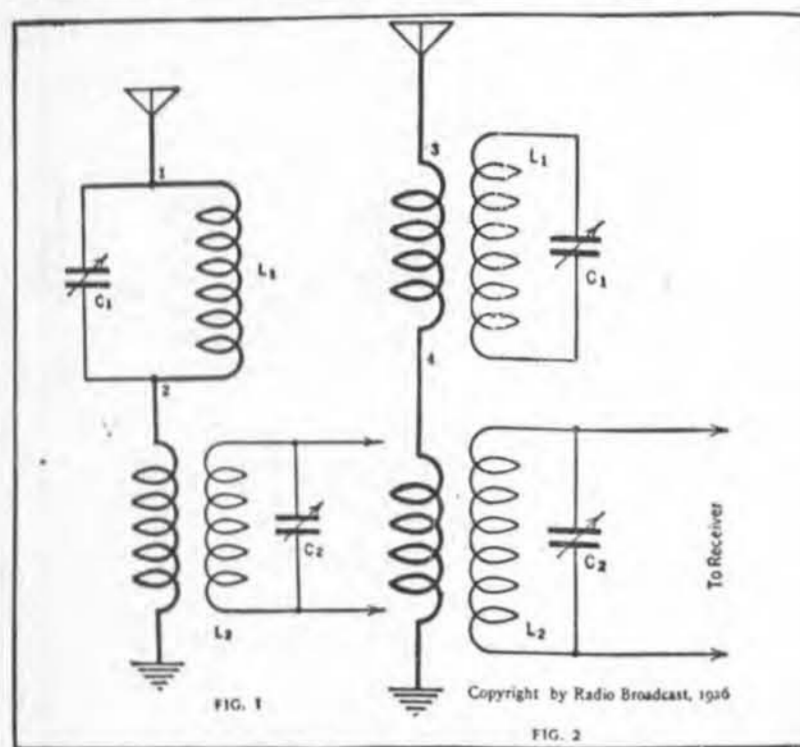 1
C1
L1
2
C2
L2
FIG. 1
3
L1
C1
4
C2
L2
To Receiver
Copyright by Radio Broadcast, 1926
FIG. 2